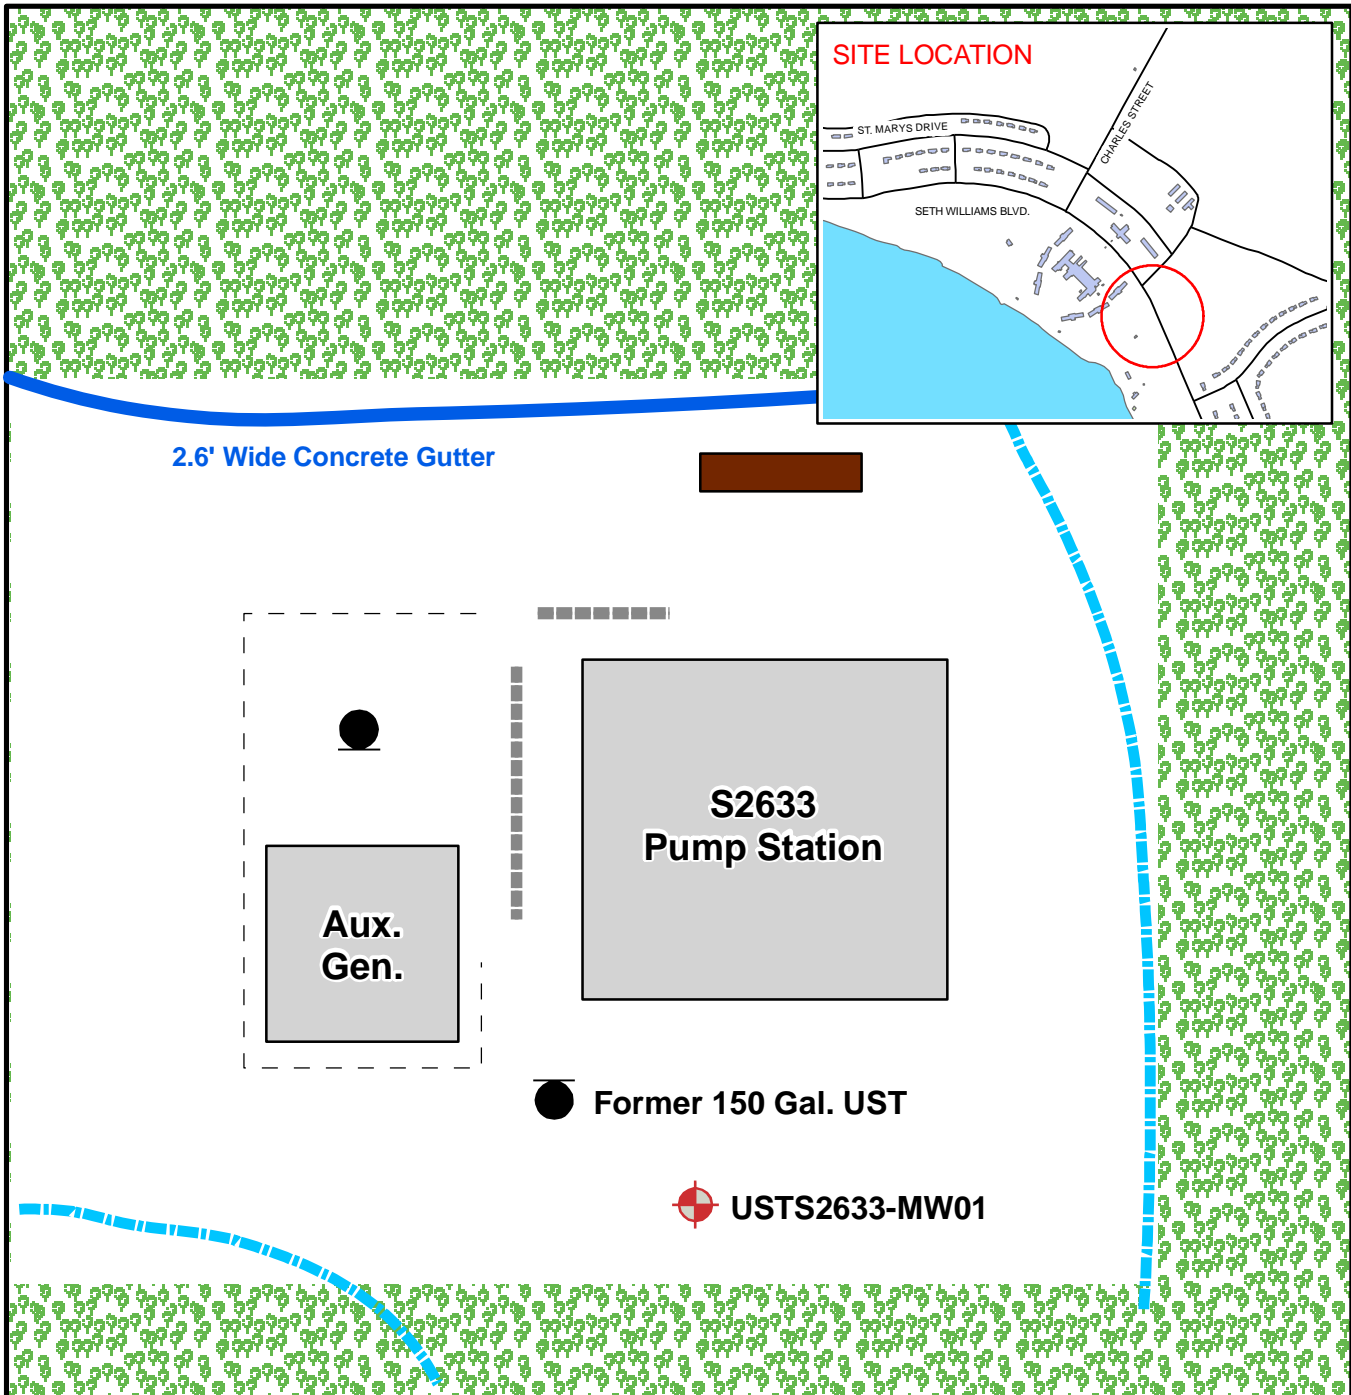 SITE LOCATION
ST. MARYS DRIVE
CHARLES STREET
SETH WILLIAMS BLVD.
2.6' Wide Concrete Gutter
S2633
Pump Station
Aux.
Gen.
Former 150 Gal. UST
USTS2633-MW01